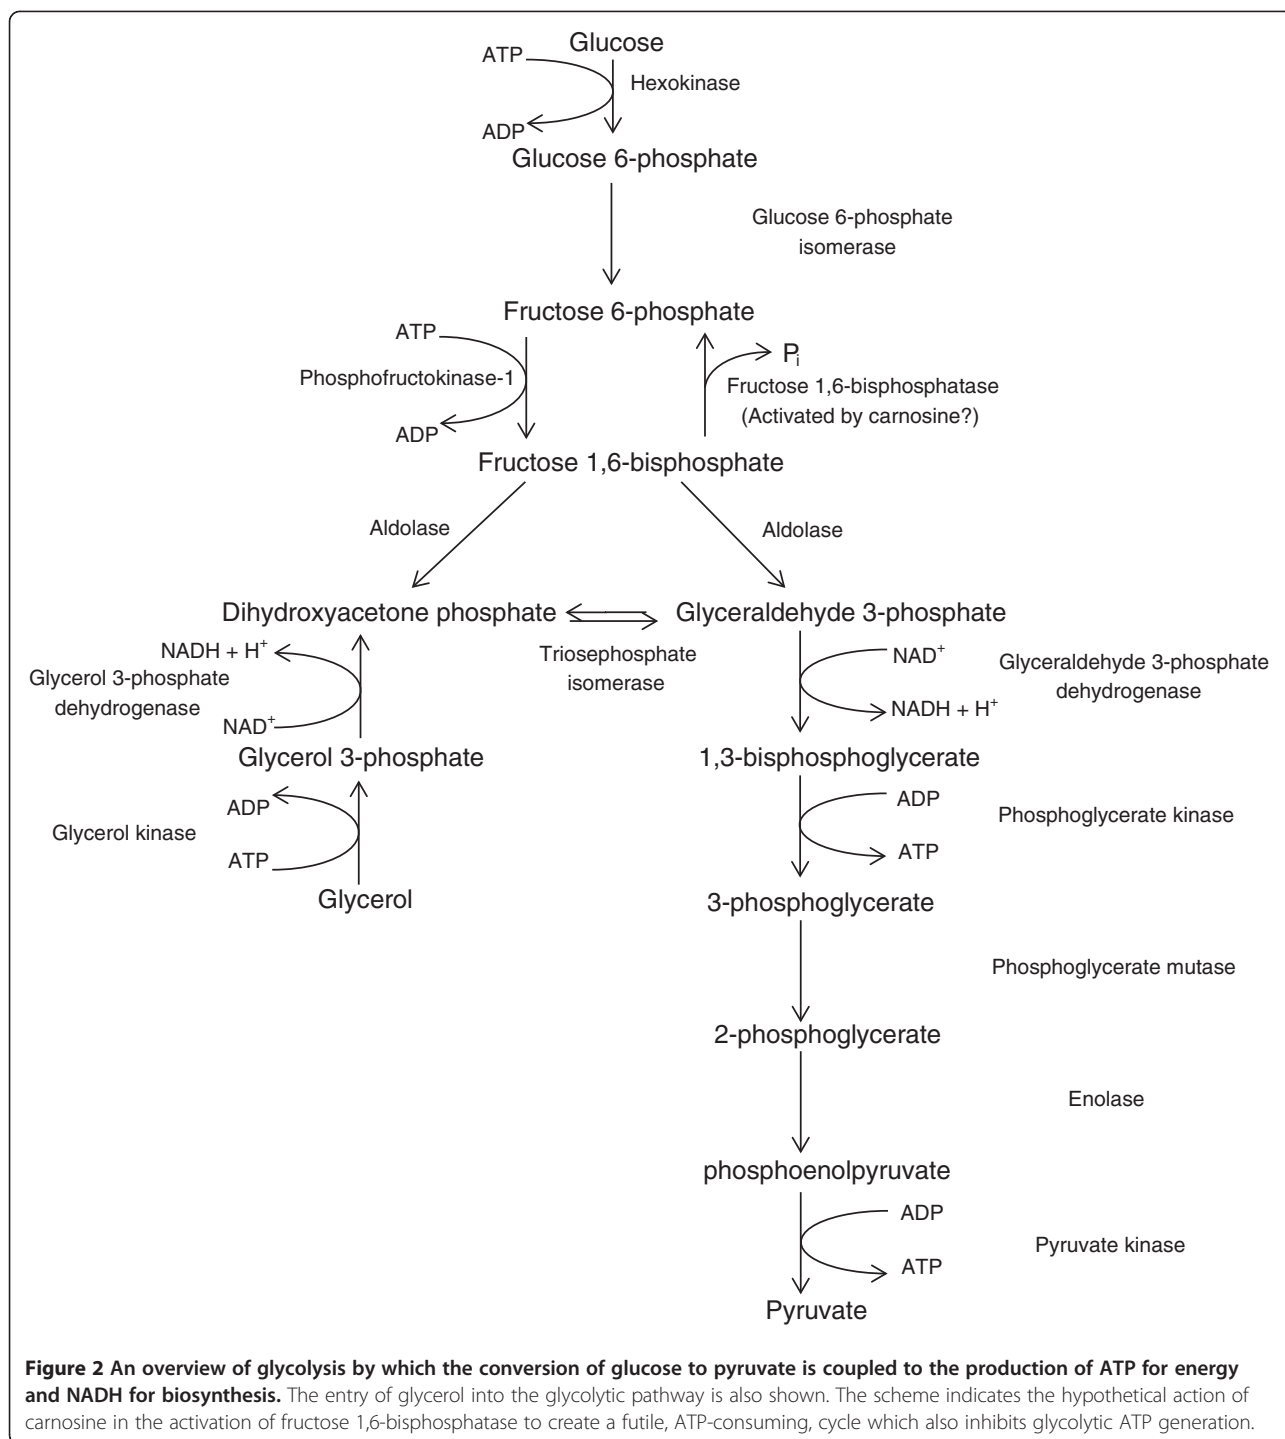 Glucose
ATP
Hexokinase
ADP
Glucose 6-phosphate
Glucose 6-phosphate
isomerase
Fructose 6-phosphate
ATP
Pi
Phosphofructokinase-1
Fructose 1,6-bisphosphatase
(Activated by carnosine?)
ADP
Fructose 1,6-bisphosphate
Aldolase
Aldolase
Dihydroxyacetone phosphate
Glyceraldehyde 3-phosphate
Triosephosphate
isomerase
NADH + H+
Glycerol 3-phosphate
dehydrogenase
NAD+
NAD+
Glyceraldehyde 3-phosphate
dehydrogenase
NADH + H+
Glycerol 3-phosphate
1,3-bisphosphoglycerate
ADP
Glycerol kinase
ATP
ADP
Phosphoglycerate kinase
ATP
Glycerol
3-phosphoglycerate
Phosphoglycerate mutase
2-phosphoglycerate
Enolase
phosphoenolpyruvate
ADP
Pyruvate kinase
ATP
Pyruvate
Figure 2 An overview of glycolysis by which the conversion of glucose to pyruvate is coupled to the production of ATP for energy
and NADH for biosynthesis. The entry of glycerol into the glycolytic pathway is also shown. The scheme indicates the hypothetical action of
carnosine in the activation of fructose 1,6-bisphosphatase to create a futile, ATP-consuming, cycle which also inhibits glycolytic ATP generation.